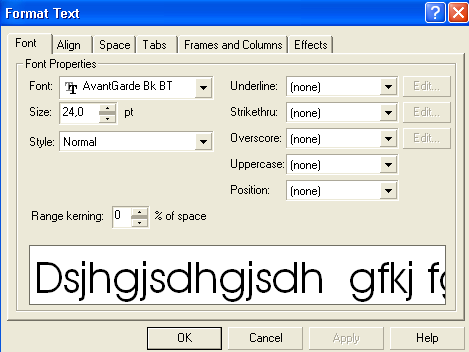 Format Text
Font Align Space Tabs Frames and Columns Effects
Font Properties
Font: AvantGarde Bk BT Underline: (none) Edit...
Size: 24,0 pt Strikethru: (none) Edit...
Style: Normal Overscore: (none) Edit...
Uppercase: (none)
Position: (none)
Range kerning: 0 % of space
Dsjhgjsdhgjsdh gfkj fg
OK Cancel Apply Help